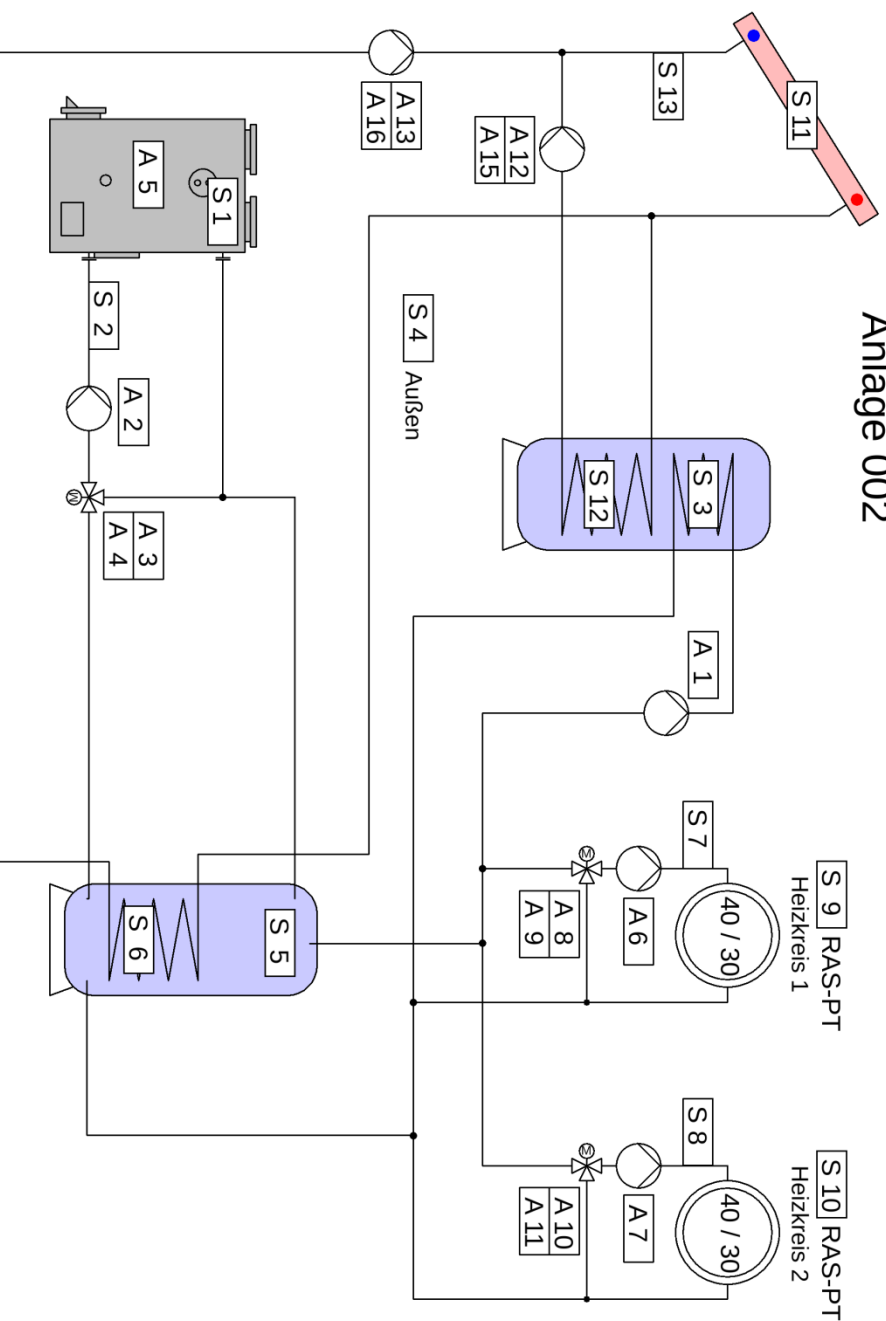 Anlage 002
S 9 RAS-PT
S 10 RAS-PT
S 11
Heizkreis 1
Heizkreis 2
40 / 30
40 / 30
S 3
A 1
S 7
S 8
S 13
A 6
A 7
S 12
M
A 8
A 9
M
A 10
A 11
A 12
A 15
S 4 Außen
A 13
A 16
S 5
S 1
A 5
A 3
A 4
S 6
A 2
S 2
M